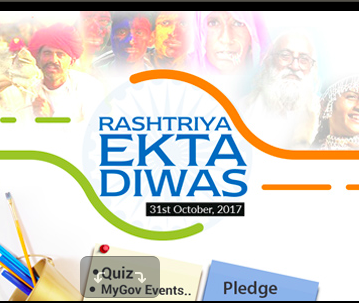 RASHTRIYA
EKTA
DIWAS
31st October, 2017
•Quiz
• MyGov Events..
Pledge